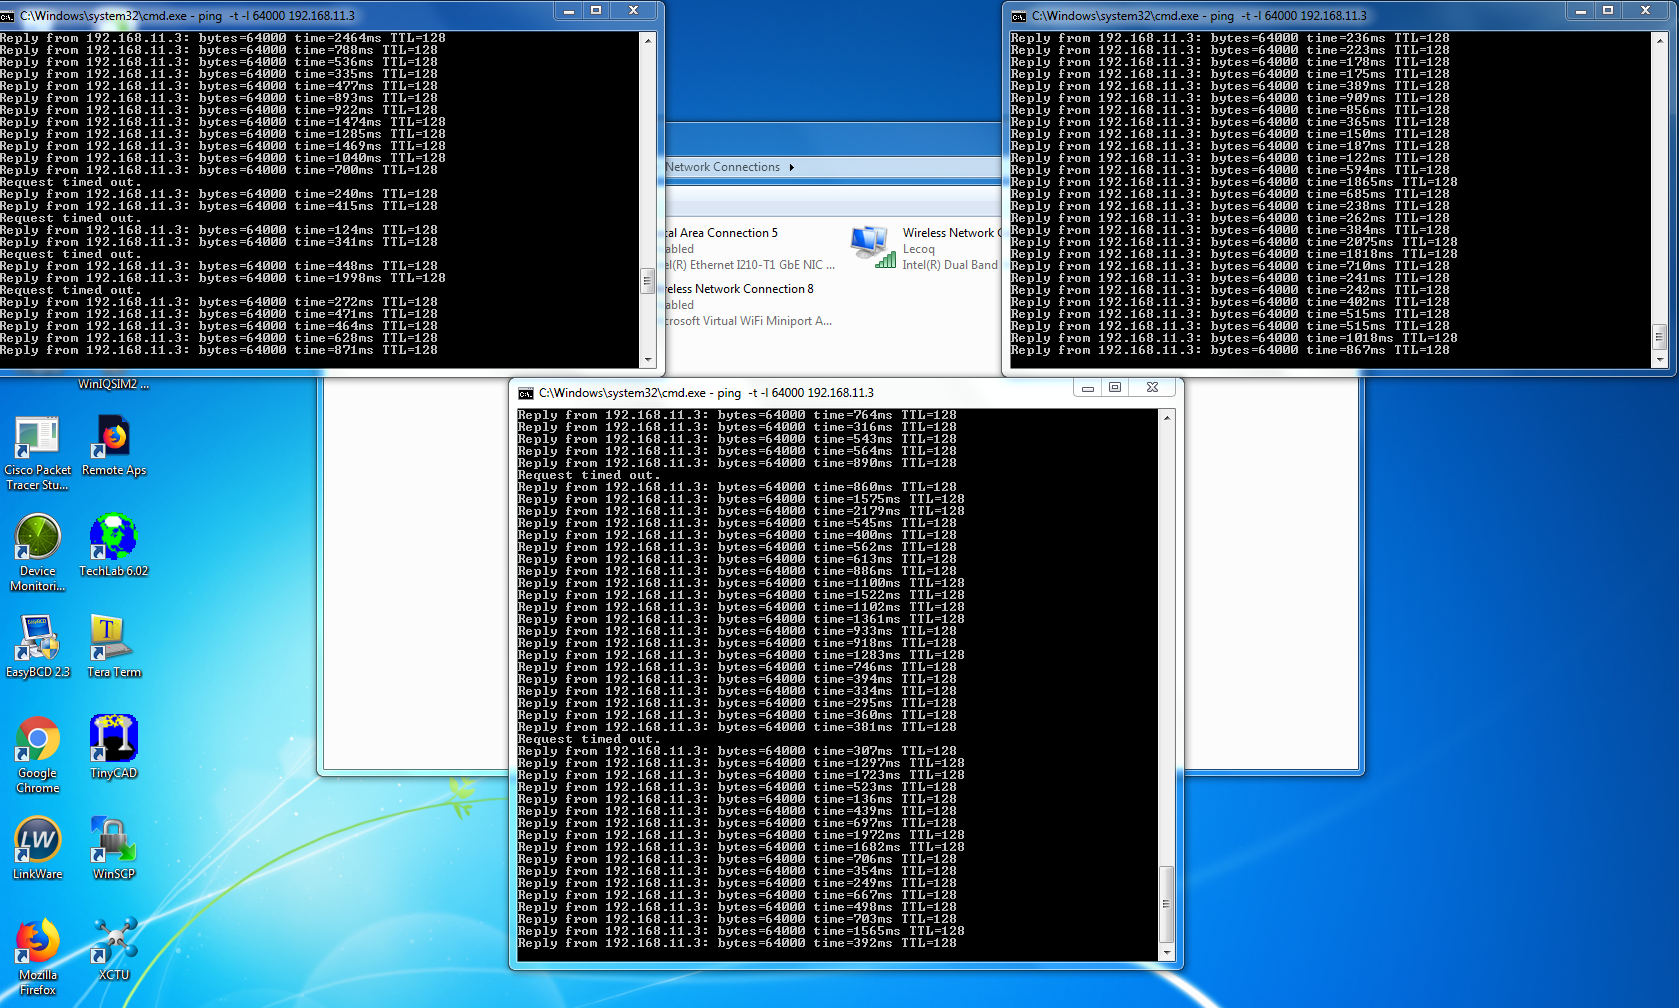 C:\Windows\system32\cmd.exe - ping  -t -l 64000 192.168.11.3
Reply from 192.168.11.3: bytes=64000 time=2464ms TTL=128
Reply from 192.168.11.3: bytes=64000 time=788ms TTL=128
Reply from 192.168.11.3: bytes=64000 time=536ms TTL=128
Reply from 192.168.11.3: bytes=64000 time=335ms TTL=128
Reply from 192.168.11.3: bytes=64000 time=477ms TTL=128
Reply from 192.168.11.3: bytes=64000 time=893ms TTL=128
Reply from 192.168.11.3: bytes=64000 time=922ms TTL=128
Reply from 192.168.11.3: bytes=64000 time=1474ms TTL=128
Reply from 192.168.11.3: bytes=64000 time=1285ms TTL=128
Reply from 192.168.11.3: bytes=64000 time=1469ms TTL=128
Reply from 192.168.11.3: bytes=64000 time=1040ms TTL=128
Reply from 192.168.11.3: bytes=64000 time=700ms TTL=128
Request timed out.
Reply from 192.168.11.3: bytes=64000 time=240ms TTL=128
Reply from 192.168.11.3: bytes=64000 time=415ms TTL=128
Request timed out.
Reply from 192.168.11.3: bytes=64000 time=124ms TTL=128
Reply from 192.168.11.3: bytes=64000 time=341ms TTL=128
Request timed out.
Reply from 192.168.11.3: bytes=64000 time=448ms TTL=128
Reply from 192.168.11.3: bytes=64000 time=1998ms TTL=128
Request timed out.
Reply from 192.168.11.3: bytes=64000 time=272ms TTL=128
Reply from 192.168.11.3: bytes=64000 time=471ms TTL=128
Reply from 192.168.11.3: bytes=64000 time=464ms TTL=128
Reply from 192.168.11.3: bytes=64000 time=628ms TTL=128
Reply from 192.168.11.3: bytes=64000 time=871ms TTL=128
Network Connections
cal Area Connection 5
abled
el(R) Ethernet I210-T1 GbE NIC ...
reless Network Connection 8
abled
crosoft Virtual WiFi Miniport A...
Wireless Network C
Lecoq
Intel(R) Dual Band
C:\Windows\system32\cmd.exe - ping  -t -l 64000 192.168.11.3
Reply from 192.168.11.3: bytes=64000 time=236ms TTL=128
Reply from 192.168.11.3: bytes=64000 time=223ms TTL=128
Reply from 192.168.11.3: bytes=64000 time=178ms TTL=128
Reply from 192.168.11.3: bytes=64000 time=175ms TTL=128
Reply from 192.168.11.3: bytes=64000 time=389ms TTL=128
Reply from 192.168.11.3: bytes=64000 time=909ms TTL=128
Reply from 192.168.11.3: bytes=64000 time=856ms TTL=128
Reply from 192.168.11.3: bytes=64000 time=365ms TTL=128
Reply from 192.168.11.3: bytes=64000 time=150ms TTL=128
Reply from 192.168.11.3: bytes=64000 time=187ms TTL=128
Reply from 192.168.11.3: bytes=64000 time=122ms TTL=128
Reply from 192.168.11.3: bytes=64000 time=594ms TTL=128
Reply from 192.168.11.3: bytes=64000 time=1865ms TTL=128
Reply from 192.168.11.3: bytes=64000 time=685ms TTL=128
Reply from 192.168.11.3: bytes=64000 time=238ms TTL=128
Reply from 192.168.11.3: bytes=64000 time=262ms TTL=128
Reply from 192.168.11.3: bytes=64000 time=384ms TTL=128
Reply from 192.168.11.3: bytes=64000 time=2075ms TTL=128
Reply from 192.168.11.3: bytes=64000 time=1818ms TTL=128
Reply from 192.168.11.3: bytes=64000 time=710ms TTL=128
Reply from 192.168.11.3: bytes=64000 time=241ms TTL=128
Reply from 192.168.11.3: bytes=64000 time=242ms TTL=128
Reply from 192.168.11.3: bytes=64000 time=402ms TTL=128
Reply from 192.168.11.3: bytes=64000 time=515ms TTL=128
Reply from 192.168.11.3: bytes=64000 time=515ms TTL=128
Reply from 192.168.11.3: bytes=64000 time=1018ms TTL=128
Reply from 192.168.11.3: bytes=64000 time=867ms TTL=128
WinIQSIM2 ...
Cisco Packet
Tracer Stu...
Remote Aps
Device
Monitori...
TechLab 6.02
EasyBCD 2.3
Tera Term
Google
Chrome
TinyCAD
LinkWare
WinSCP
Mozilla
Firefox
XCTU
C:\Windows\system32\cmd.exe - ping  -t -l 64000 192.168.11.3
Reply from 192.168.11.3: bytes=64000 time=764ms TTL=128
Reply from 192.168.11.3: bytes=64000 time=316ms TTL=128
Reply from 192.168.11.3: bytes=64000 time=543ms TTL=128
Reply from 192.168.11.3: bytes=64000 time=564ms TTL=128
Reply from 192.168.11.3: bytes=64000 time=890ms TTL=128
Request timed out.
Reply from 192.168.11.3: bytes=64000 time=860ms TTL=128
Reply from 192.168.11.3: bytes=64000 time=1575ms TTL=128
Reply from 192.168.11.3: bytes=64000 time=2179ms TTL=128
Reply from 192.168.11.3: bytes=64000 time=545ms TTL=128
Reply from 192.168.11.3: bytes=64000 time=400ms TTL=128
Reply from 192.168.11.3: bytes=64000 time=562ms TTL=128
Reply from 192.168.11.3: bytes=64000 time=613ms TTL=128
Reply from 192.168.11.3: bytes=64000 time=886ms TTL=128
Reply from 192.168.11.3: bytes=64000 time=1100ms TTL=128
Reply from 192.168.11.3: bytes=64000 time=1522ms TTL=128
Reply from 192.168.11.3: bytes=64000 time=1102ms TTL=128
Reply from 192.168.11.3: bytes=64000 time=1361ms TTL=128
Reply from 192.168.11.3: bytes=64000 time=933ms TTL=128
Reply from 192.168.11.3: bytes=64000 time=918ms TTL=128
Reply from 192.168.11.3: bytes=64000 time=1283ms TTL=128
Reply from 192.168.11.3: bytes=64000 time=746ms TTL=128
Reply from 192.168.11.3: bytes=64000 time=394ms TTL=128
Reply from 192.168.11.3: bytes=64000 time=334ms TTL=128
Reply from 192.168.11.3: bytes=64000 time=295ms TTL=128
Reply from 192.168.11.3: bytes=64000 time=360ms TTL=128
Reply from 192.168.11.3: bytes=64000 time=381ms TTL=128
Request timed out.
Reply from 192.168.11.3: bytes=64000 time=307ms TTL=128
Reply from 192.168.11.3: bytes=64000 time=1297ms TTL=128
Reply from 192.168.11.3: bytes=64000 time=1723ms TTL=128
Reply from 192.168.11.3: bytes=64000 time=523ms TTL=128
Reply from 192.168.11.3: bytes=64000 time=136ms TTL=128
Reply from 192.168.11.3: bytes=64000 time=439ms TTL=128
Reply from 192.168.11.3: bytes=64000 time=697ms TTL=128
Reply from 192.168.11.3: bytes=64000 time=1972ms TTL=128
Reply from 192.168.11.3: bytes=64000 time=1682ms TTL=128
Reply from 192.168.11.3: bytes=64000 time=706ms TTL=128
Reply from 192.168.11.3: bytes=64000 time=354ms TTL=128
Reply from 192.168.11.3: bytes=64000 time=249ms TTL=128
Reply from 192.168.11.3: bytes=64000 time=667ms TTL=128
Reply from 192.168.11.3: bytes=64000 time=498ms TTL=128
Reply from 192.168.11.3: bytes=64000 time=703ms TTL=128
Reply from 192.168.11.3: bytes=64000 time=1565ms TTL=128
Reply from 192.168.11.3: bytes=64000 time=392ms TTL=128